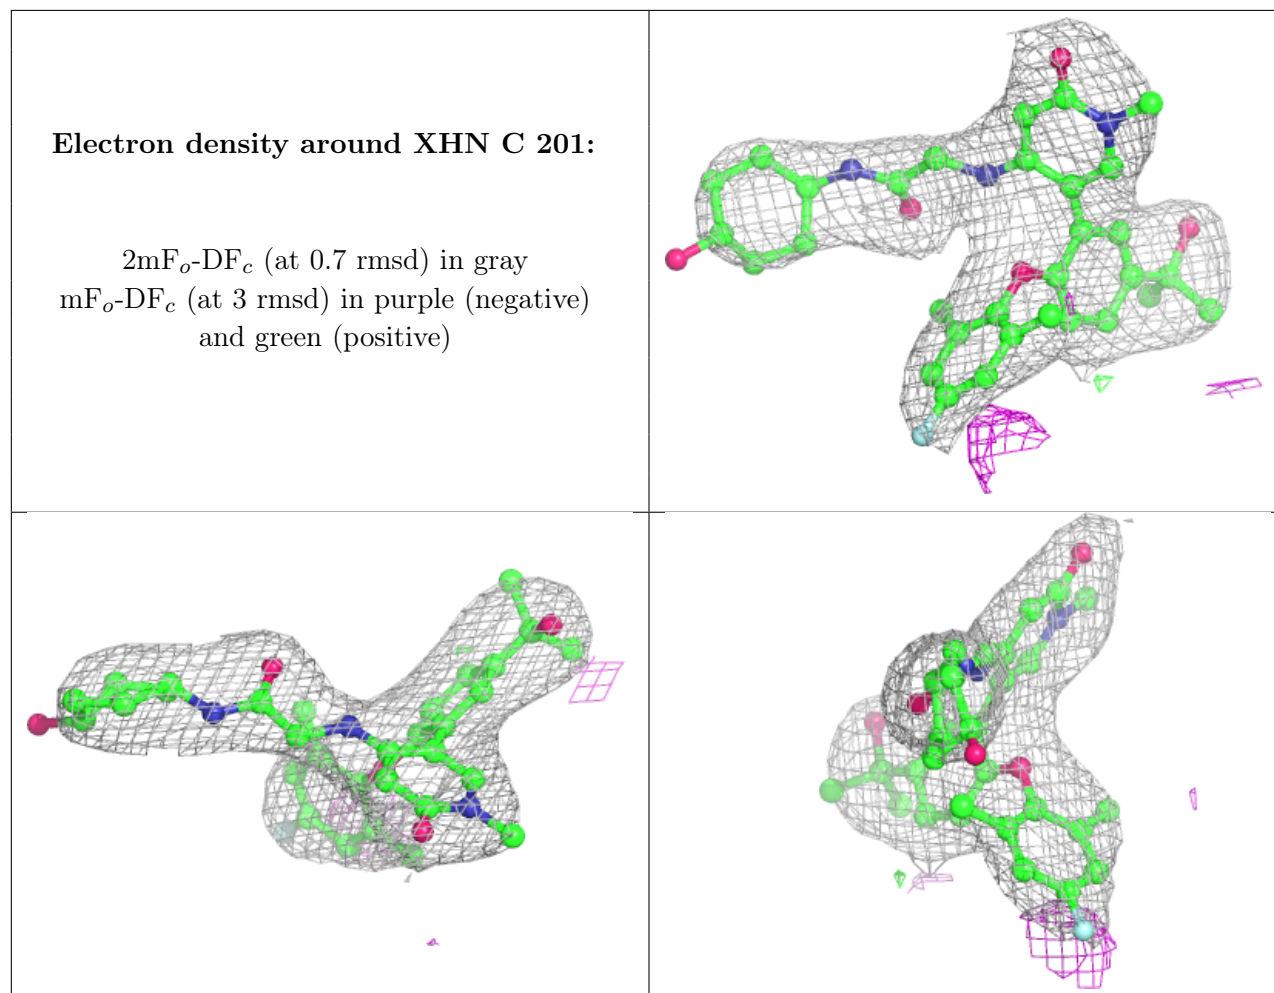 Electron density around XHN C 201:
2mFo-DFc (at 0.7 rmsd) in gray
mFo-DFc (at 3 rmsd) in purple (negative)
and green (positive)